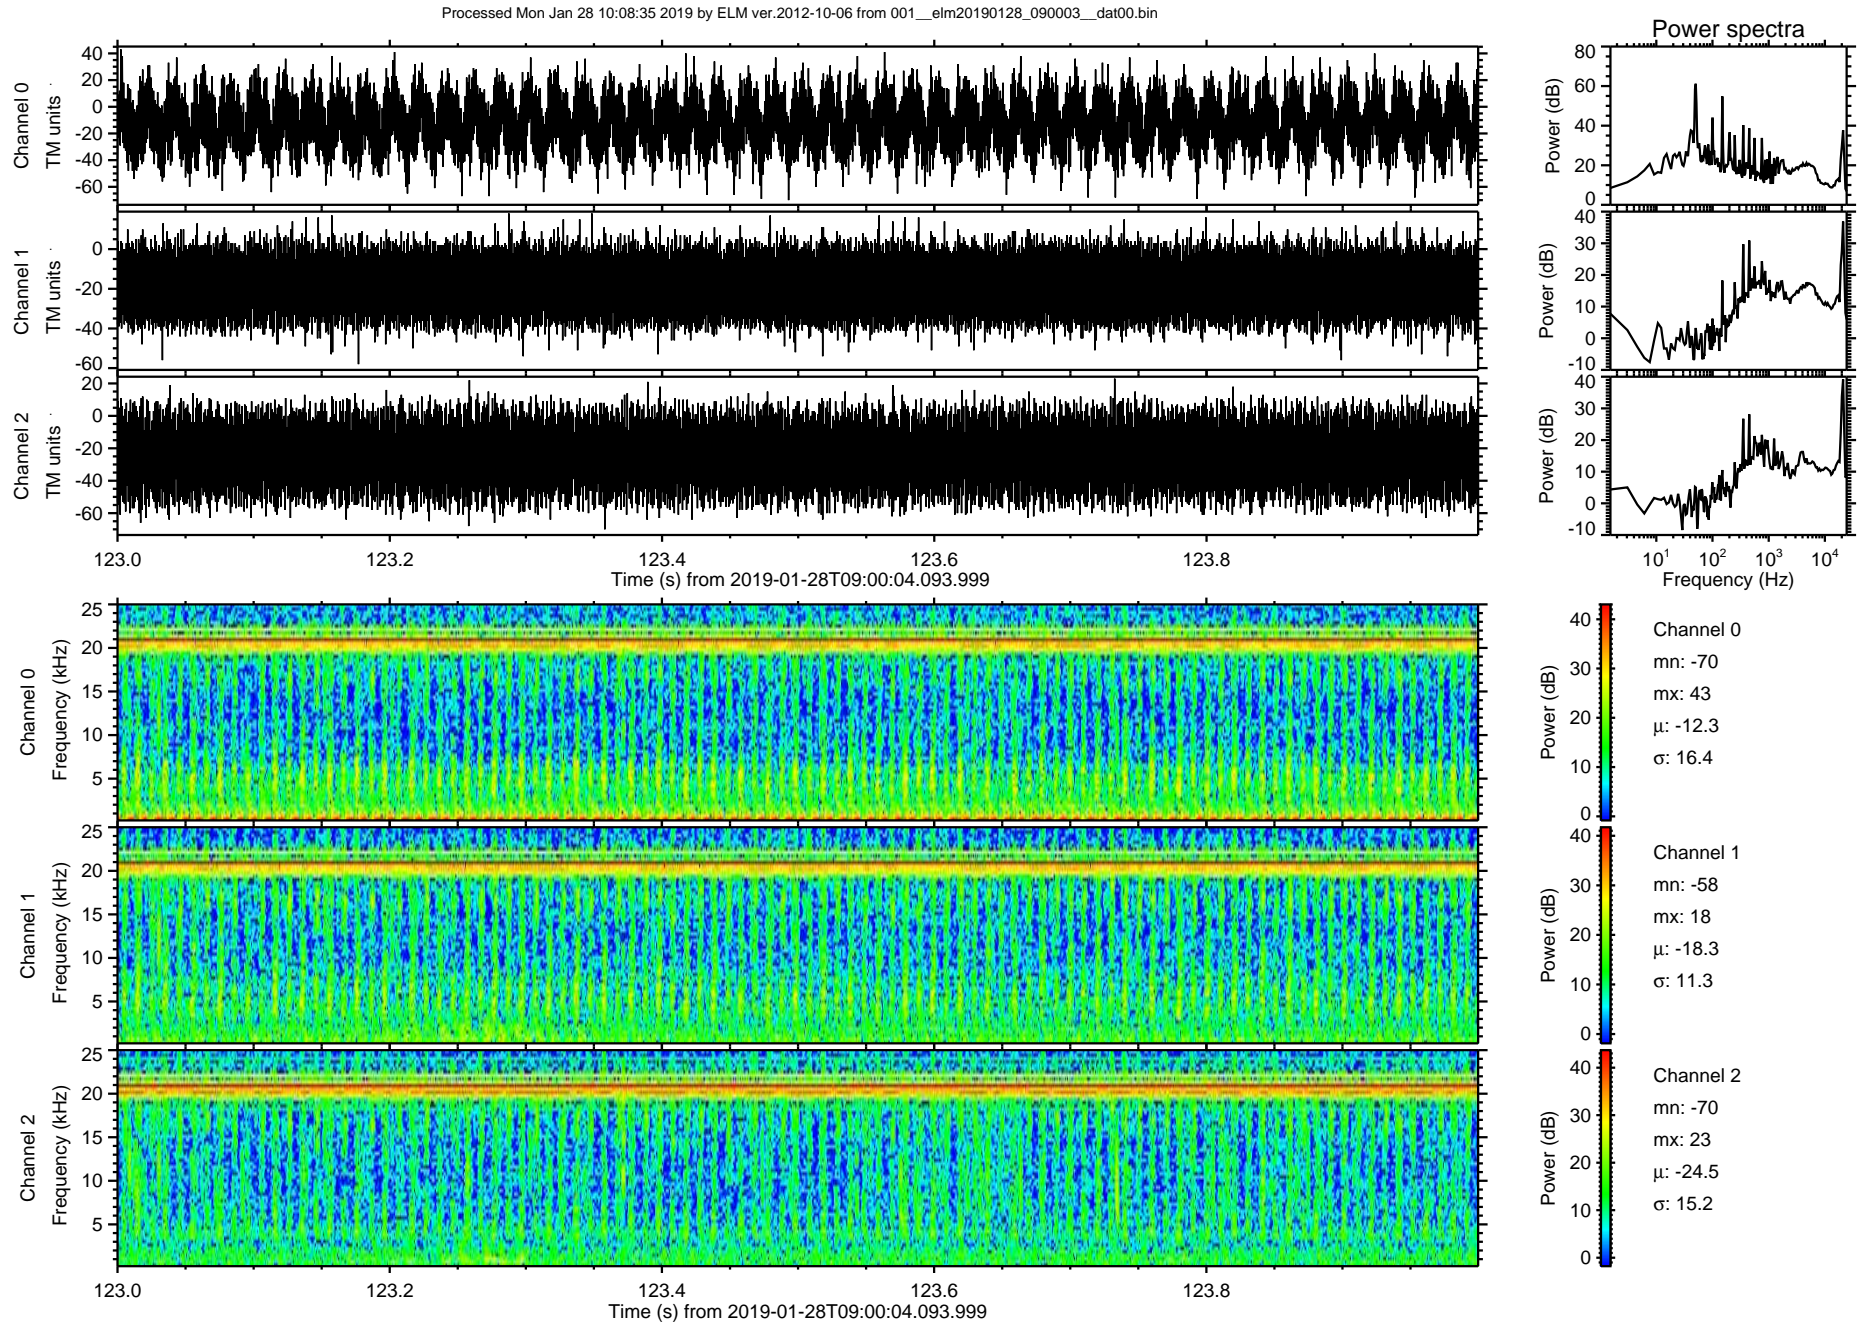 Processed Mon Jan 28 10:08:35 2019 by ELM ver.2012-10-06 from 001__elm20190128_090003__dat00.bin
Power spectra
Channel 0
TM units
40
20
0
-20
-40
-60
Power (dB)
80
60
40
20
0
Channel 1
TM units
0
-20
-40
-60
Power (dB)
40
30
20
10
0
-10
Channel 2
TM units
20
0
-20
-40
-60
Power (dB)
40
30
20
10
0
-10
123.0 123.2 123.4 123.6 123.8
Time (s) from 2019-01-28T09:00:04.093.999
10^1 10^2 10^3 10^4
Frequency (Hz)
Channel 0
Frequency (kHz)
25
20
15
10
5
Power (dB)
40
30
20
10
0
Channel 0
mn: -70
mx: 43
μ: -12.3
σ: 16.4
Channel 1
Frequency (kHz)
25
20
15
10
5
Power (dB)
40
30
20
10
0
Channel 1
mn: -58
mx: 18
μ: -18.3
σ: 11.3
Channel 2
Frequency (kHz)
25
20
15
10
5
Power (dB)
40
30
20
10
0
Channel 2
mn: -70
mx: 23
μ: -24.5
σ: 15.2
123.0 123.2 123.4 123.6 123.8
Time (s) from 2019-01-28T09:00:04.093.999